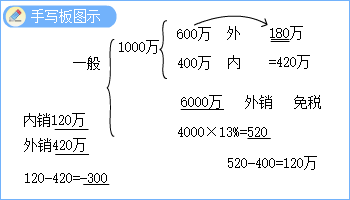 手写板图示
600万 外 180万
1000万
400万 内 =420万
一般
6000万 外销 免税
内销120万
4000×13%=520
外销420万
520-400=120万
120-420=-300